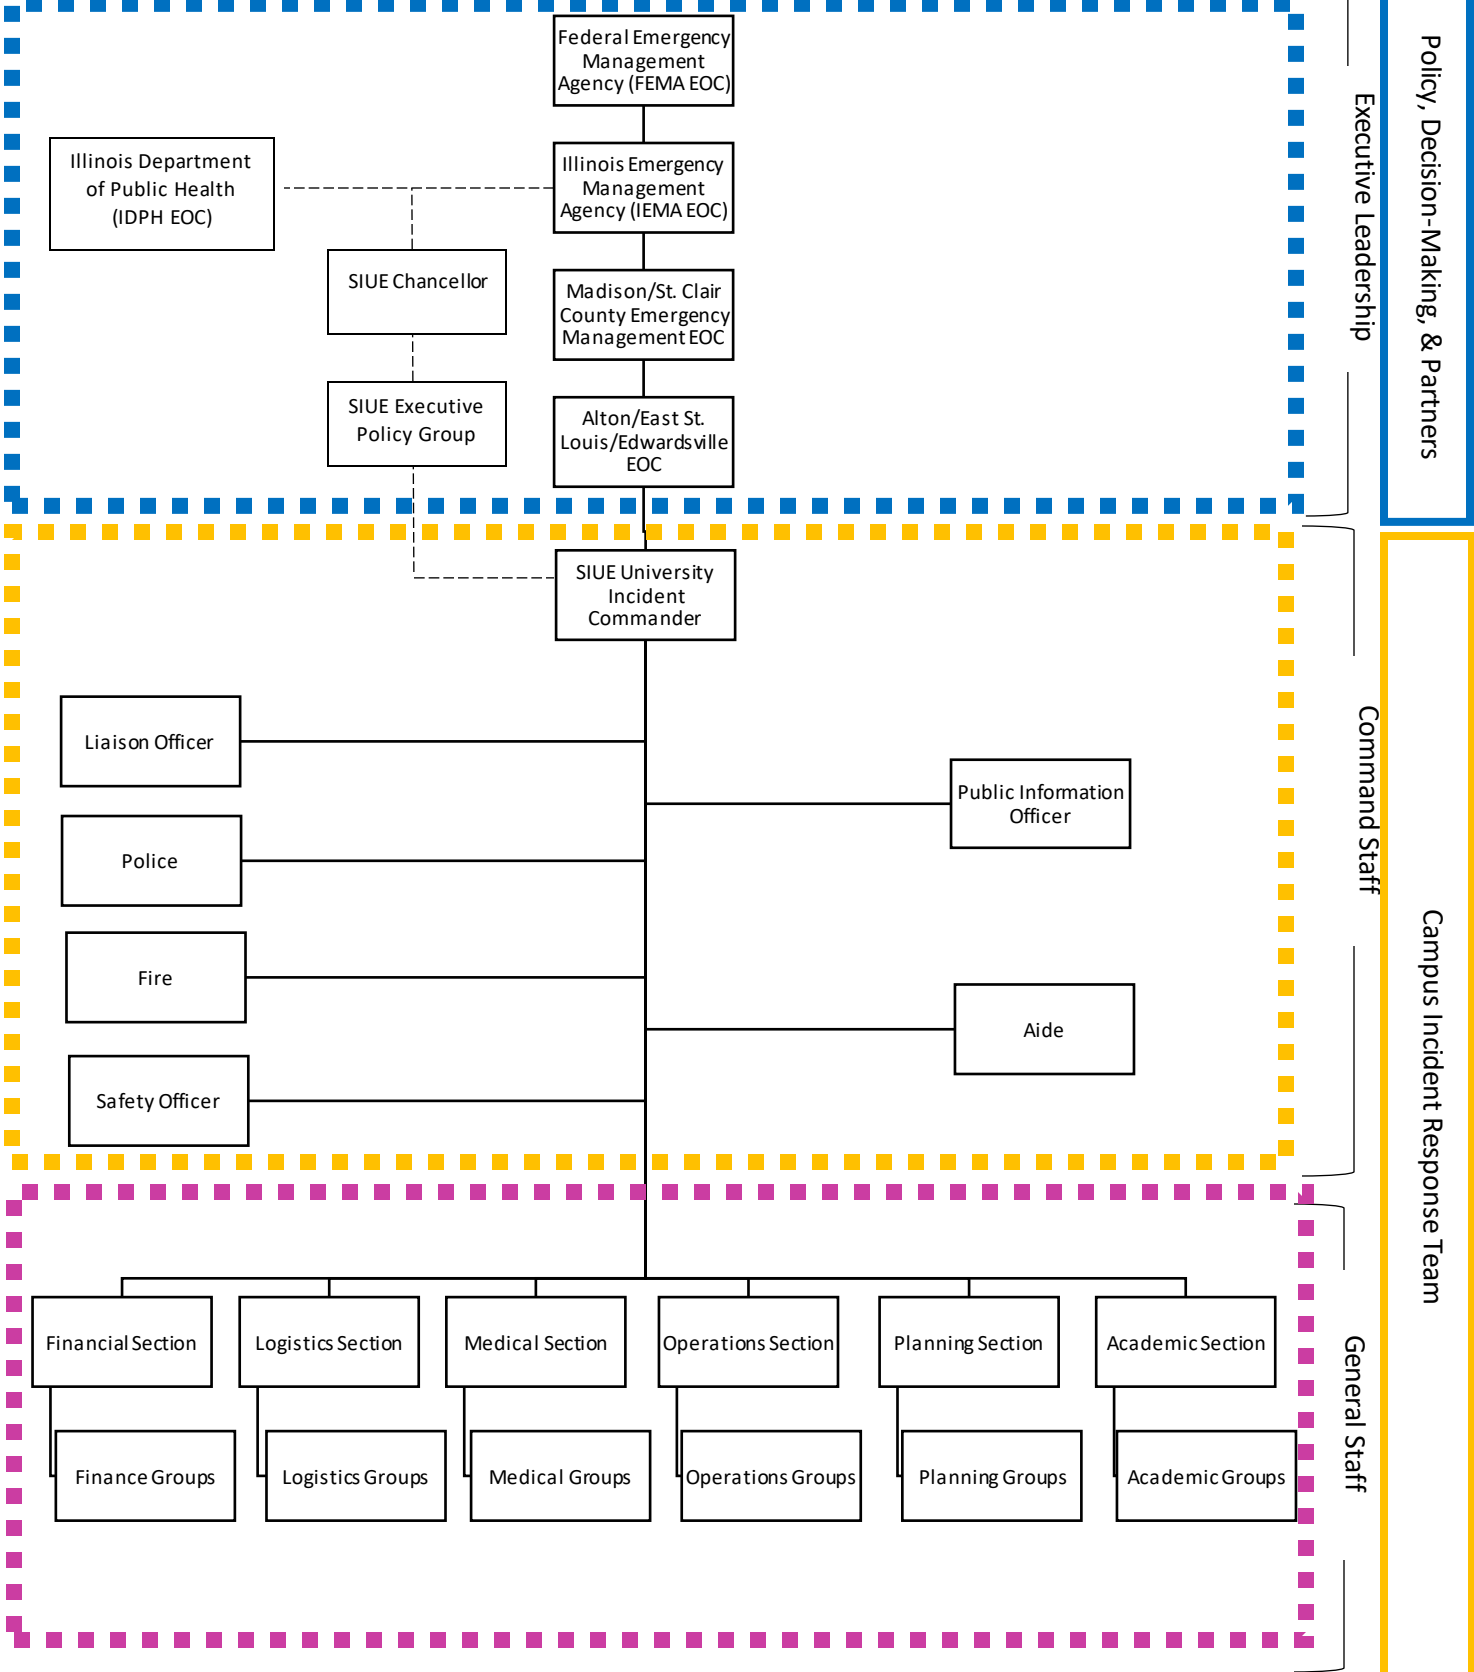 Federal Emergency
Management
Agency (FEMA EOC)
Illinois Department
of Public Health
(IDPH EOC)
Illinois Emergency
Management
Agency (IEMA EOC)
SIUE Chancellor
Madison/St. Clair
County Emergency
Management EOC
SIUE Executive
Policy Group
Alton/East St.
Louis/Edwardsville
EOC
Executive Leadership
Policy, Decision-Making, & Partners
SIUE University
Incident
Commander
Liaison Officer
Public Information
Officer
Police
Fire
Aide
Safety Officer
Command Staff
Campus Incident Response Team
Financial Section
Logistics Section
Medical Section
Operations Section
Planning Section
Academic Section
Finance Groups
Logistics Groups
Medical Groups
Operations Groups
Planning Groups
Academic Groups
General Staff